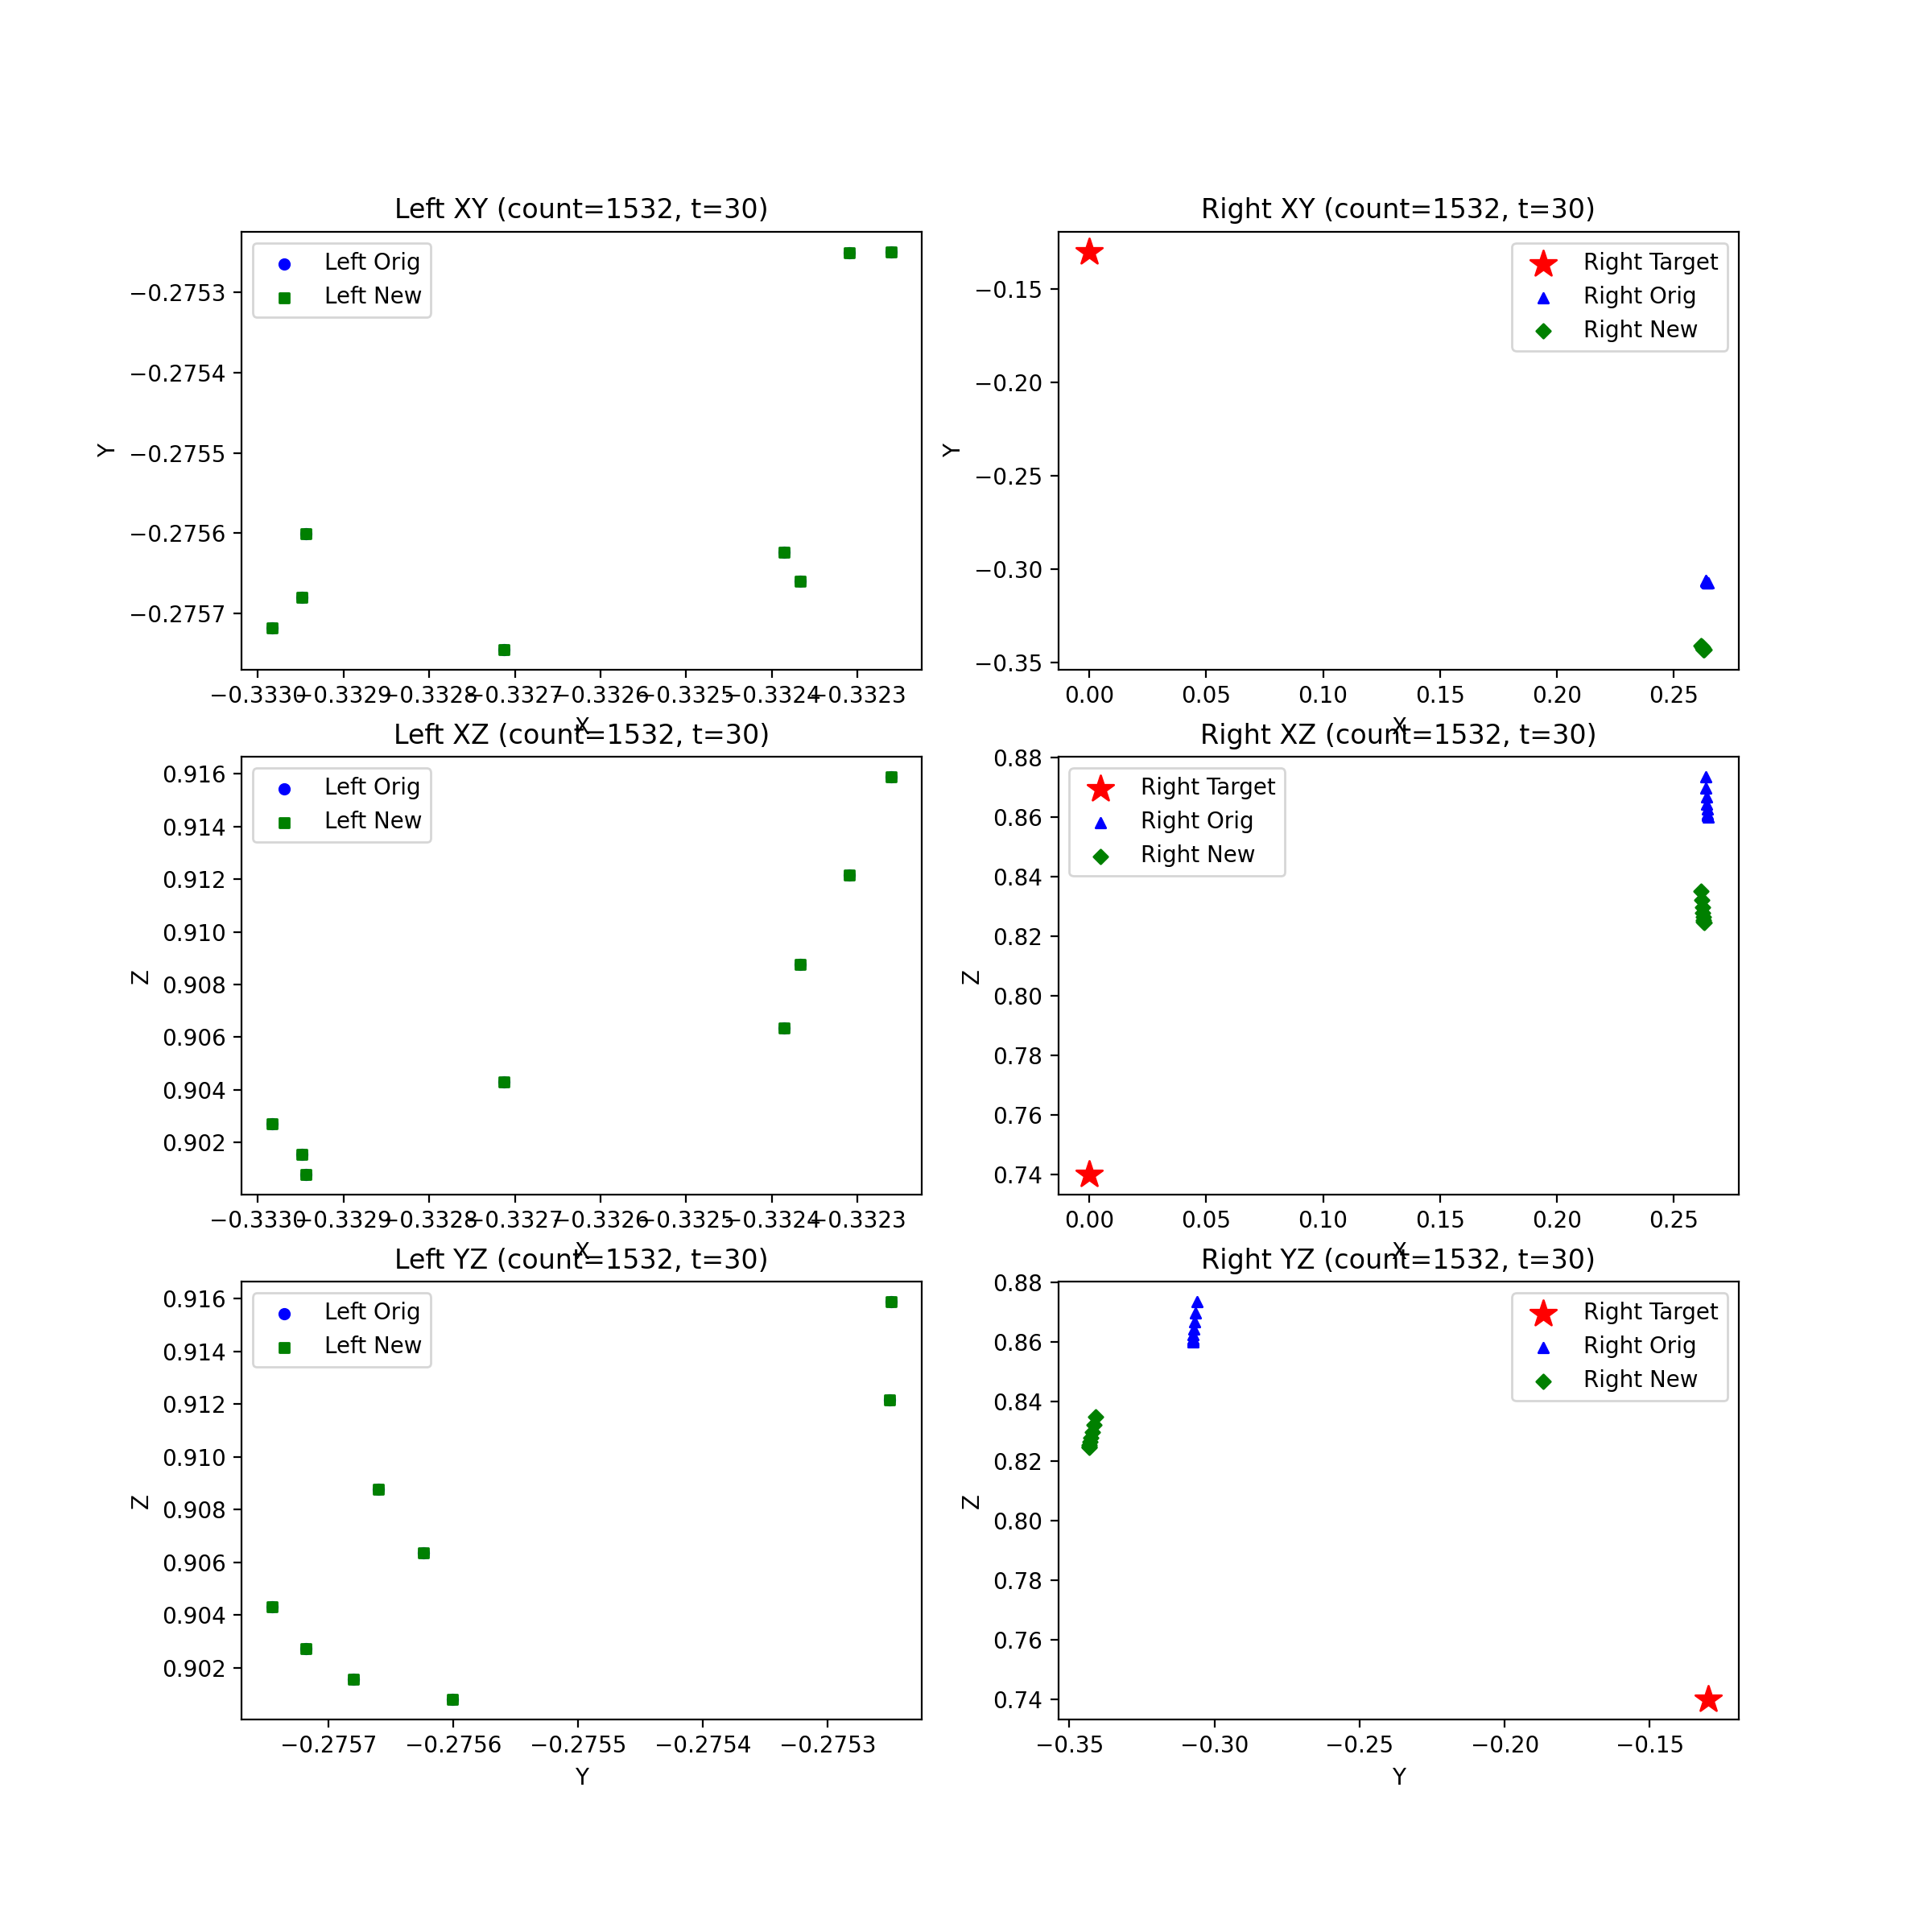 Left XY (count=1532, t=30)
Left Orig
Left New
−0.2753
−0.2754
−0.2755
−0.2756
−0.2757
Y
−0.3330 −0.3329 −0.3328 −0.3327 −0.3326 −0.3325 −0.3324 −0.3323
X
Right XY (count=1532, t=30)
Right Target
Right Orig
Right New
−0.15
−0.20
−0.25
−0.30
−0.35
Y
0.00 0.05 0.10 0.15 0.20 0.25
X
Left XZ (count=1532, t=30)
Left Orig
Left New
0.916
0.914
0.912
0.910
0.908
0.906
0.904
0.902
Z
−0.3330 −0.3329 −0.3328 −0.3327 −0.3326 −0.3325 −0.3324 −0.3323
X
Right XZ (count=1532, t=30)
Right Target
Right Orig
Right New
0.88
0.86
0.84
0.82
0.80
0.78
0.76
0.74
Z
0.00 0.05 0.10 0.15 0.20 0.25
X
Left YZ (count=1532, t=30)
Left Orig
Left New
0.916
0.914
0.912
0.910
0.908
0.906
0.904
0.902
Z
−0.2757 −0.2756 −0.2755 −0.2754 −0.2753
Y
Right YZ (count=1532, t=30)
Right Target
Right Orig
Right New
0.88
0.86
0.84
0.82
0.80
0.78
0.76
0.74
Z
−0.35 −0.30 −0.25 −0.20 −0.15
Y